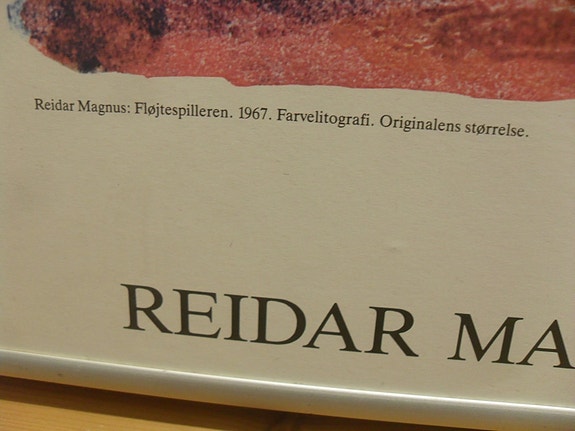 Reidar Magnus: Fløjtespilleren. 1967. Farvelitografi. Originalens størrelse.
REIDAR MA